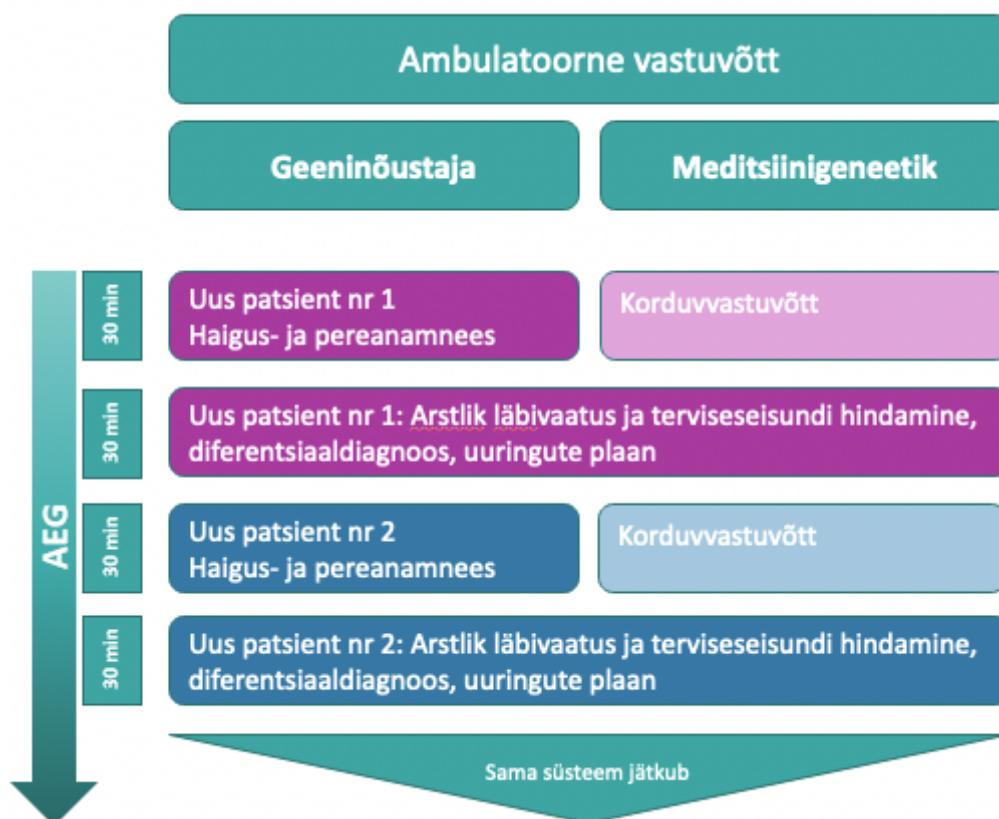 Ambulatoorne vastuvõtt
Geeninõustaja
Meditsiinigeneetik
AEG
30 min
Uus patsient nr 1
Haigus- ja pereanamnees
Korduvvastuvõtt
30 min
Uus patsient nr 1: Arstlik läbivaatus ja terviseseisundi hindamine,
diferentsiaaldiagnoos, uuringute plaan
30 min
Uus patsient nr 2
Haigus- ja pereanamnees
Korduvvastuvõtt
30 min
Uus patsient nr 2: Arstlik läbivaatus ja terviseseisundi hindamine,
diferentsiaaldiagnoos, uuringute plaan
Sama süsteem jätkub